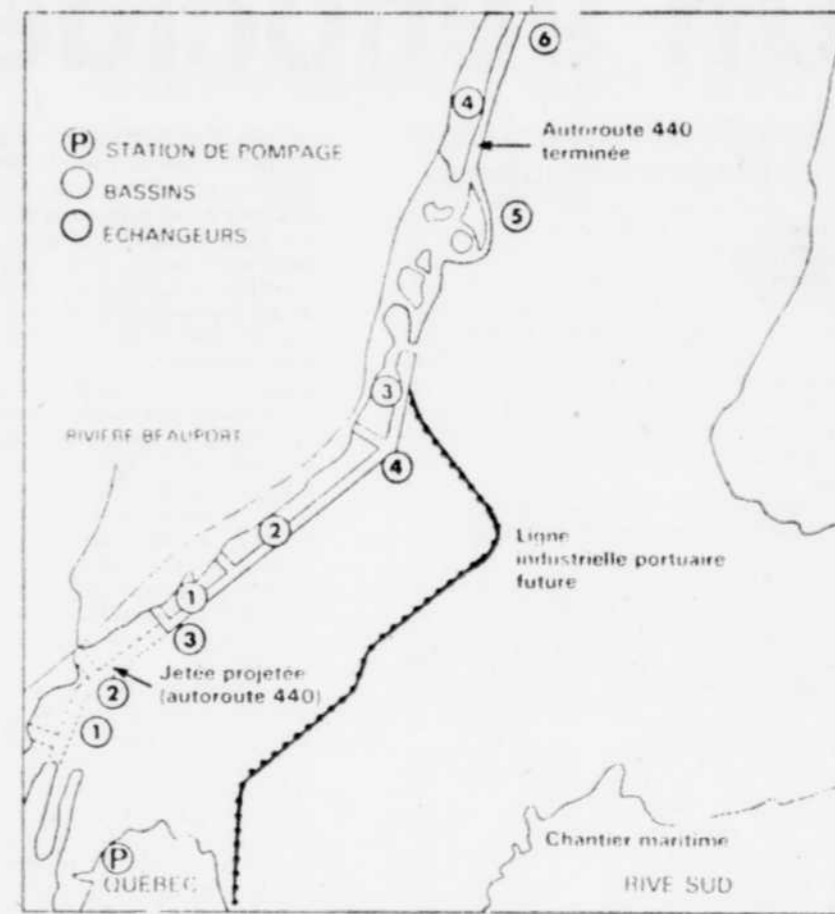 6
4
Autoroute 440
terminée
P STATION DE POMPAGE
BASSINS
ECHANGEURS
5
3
RIVIERE BEAUPORT
4
2
Ligne
industrielle portuaire
future
1
3
Jetée projetée
(autoroute 440)
2
1
Chantier maritime
P
QUÉBEC
RIVE SUD